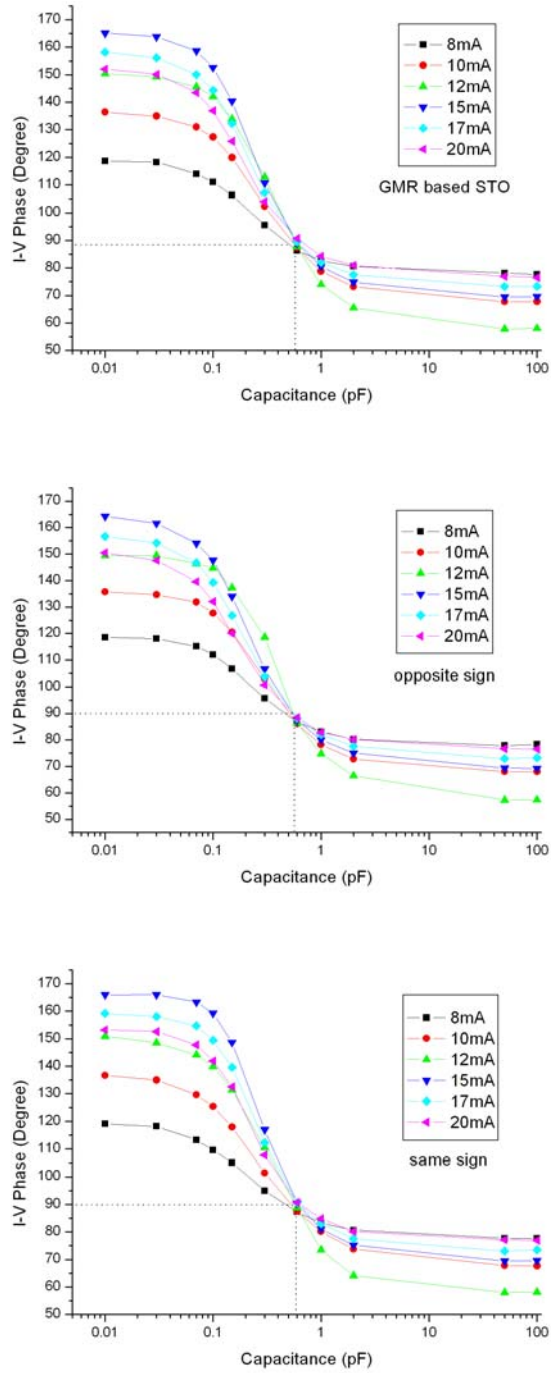 170
160
150
140
130
120
110
100
90
80
70
60
50
I-V Phase (Degree)
8mA
10mA
12mA
15mA
17mA
20mA
GMR based STO
0.01
0.1
1
10
100
Capacitance (pF)
170
160
150
140
130
120
110
100
90
80
70
60
50
I-V Phase (Degree)
8mA
10mA
12mA
15mA
17mA
20mA
opposite sign
0.01
0.1
1
10
100
Capacitance (pF)
170
160
150
140
130
120
110
100
90
80
70
60
50
I-V Phase (Degree)
8mA
10mA
12mA
15mA
17mA
20mA
same sign
0.01
0.1
1
10
100
Capacitance (pF)